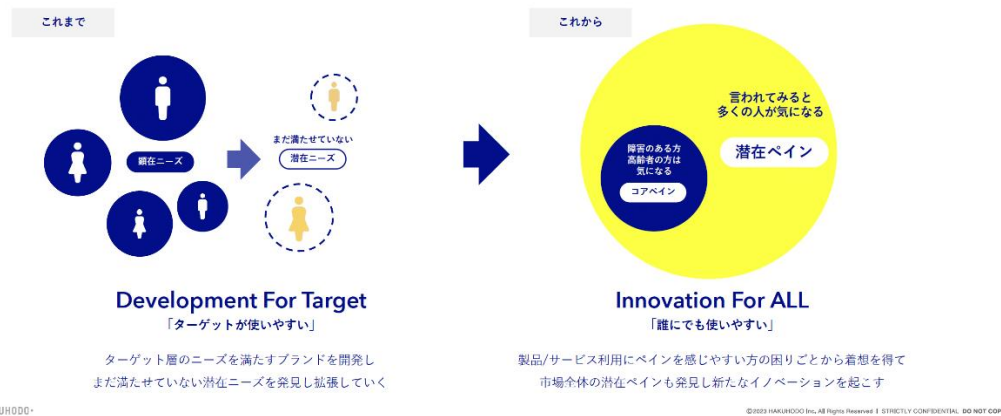 これまで
顕在ニーズ
まだ満たせていない
潜在ニーズ
Development For Target
「ターゲットが使いやすい」
ターゲット層のニーズを満たすブランドを開発し
まだ満たせていない潜在ニーズを発見し拡張していく
これから
言われてみると
多くの人が気になる
潜在ペイン
障害のある方
高齢者の方は
気になる
コアペイン
Innovation For ALL
「誰にでも使いやすい」
製品/サービス利用にペインを感じやすい方の困りごとから着想を得て
市場全体の潜在ペインも発見し新たなイノベーションを起こす
UHODO
©2023 HAKUHODO Inc, All Rights Reserved | STRICTLY CONFIDENTIAL DO NOT COP